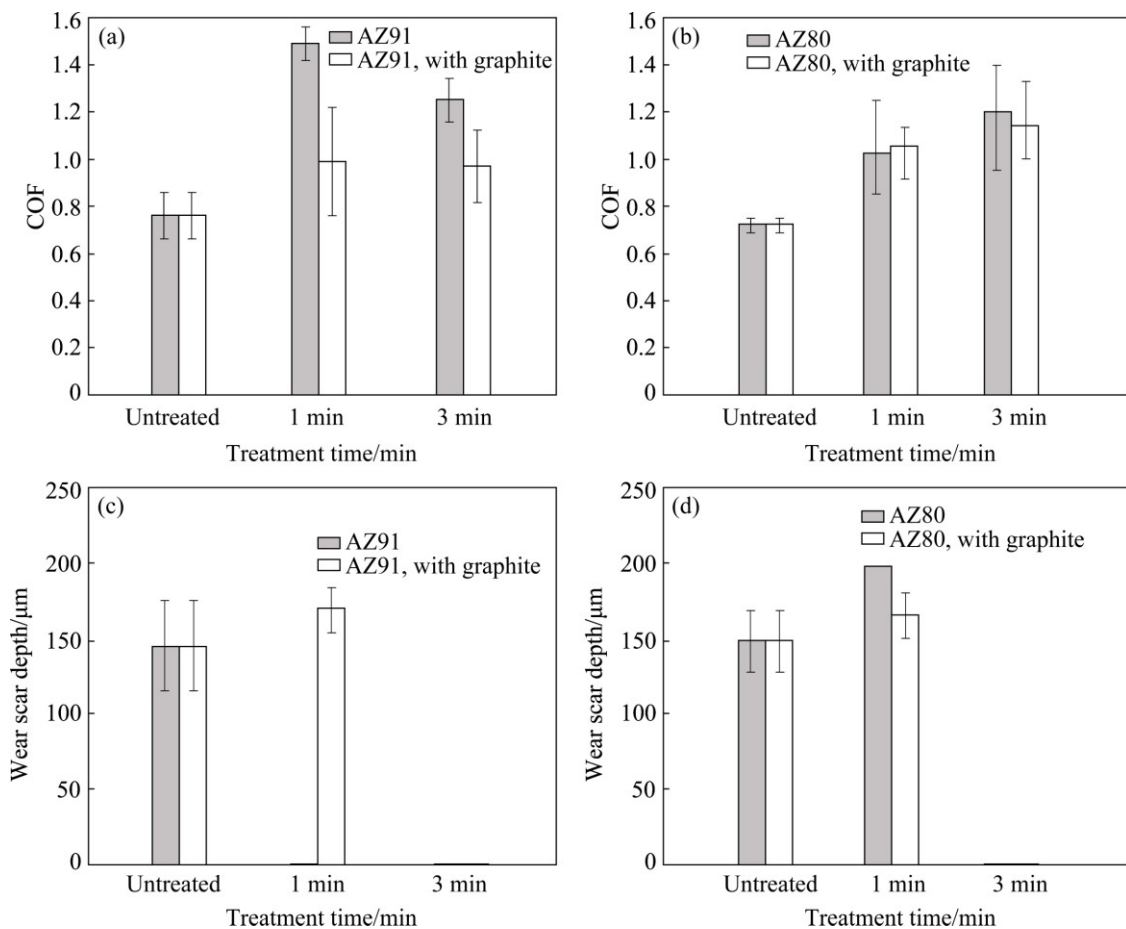 (a)
AZ91
AZ91, with graphite
COF
1.6
1.4
1.2
1.0
0.8
0.6
0.4
0.2
0
Untreated 1 min 3 min
Treatment time/min
(b)
AZ80
AZ80, with graphite
COF
1.6
1.4
1.2
1.0
0.8
0.6
0.4
0.2
0
Untreated 1 min 3 min
Treatment time/min
(c)
AZ91
AZ91, with graphite
Wear scar depth/μm
250
200
150
100
50
0
Untreated 1 min 3 min
Treatment time/min
(d)
AZ80
AZ80, with graphite
Wear scar depth/μm
250
200
150
100
50
0
Untreated 1 min 3 min
Treatment time/min